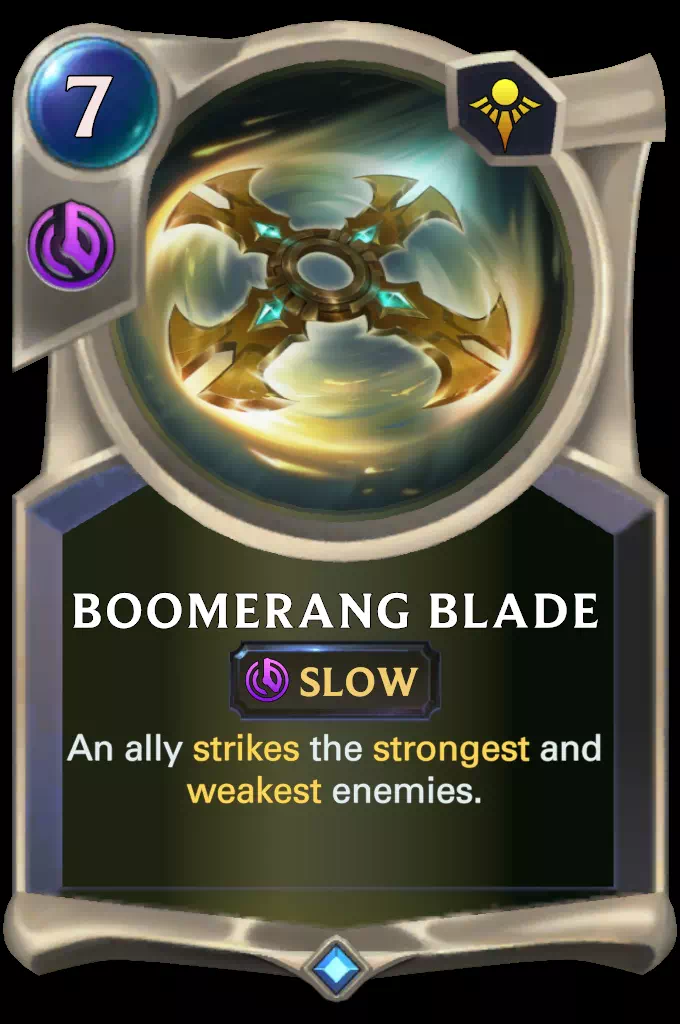 7
BOOMERANG BLADE
SLOW
An ally strikes the strongest and
weakest enemies.